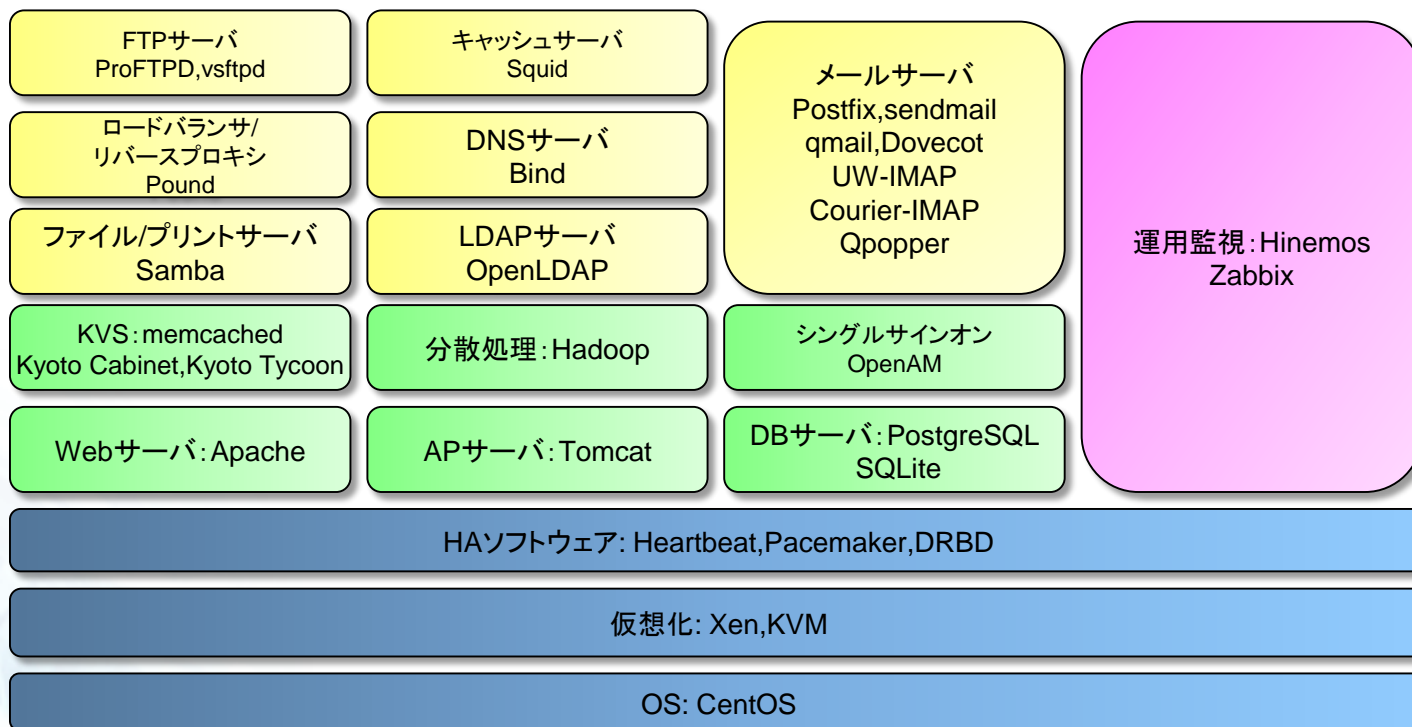 FTPサーバ
ProFTPD,vsftpd
キャッシュサーバ
Squid
メールサーバ
Postfix,sendmail
qmail,Dovecot
UW-IMAP
Courier-IMAP
Qpopper
運用監視:Hinemos
Zabbix
ロードバランサ/
リバースプロキシ
Pound
DNSサーバ
Bind
ファイル/プリントサーバ
Samba
LDAPサーバ
OpenLDAP
KVS:memcached
Kyoto Cabinet,Kyoto Tycoon
分散処理:Hadoop
シングルサインオン
OpenAM
Webサーバ:Apache
APサーバ:Tomcat
DBサーバ:PostgreSQL
SQLite
HAソフトウェア: Heartbeat,Pacemaker,DRBD
仮想化: Xen,KVM
OS: CentOS